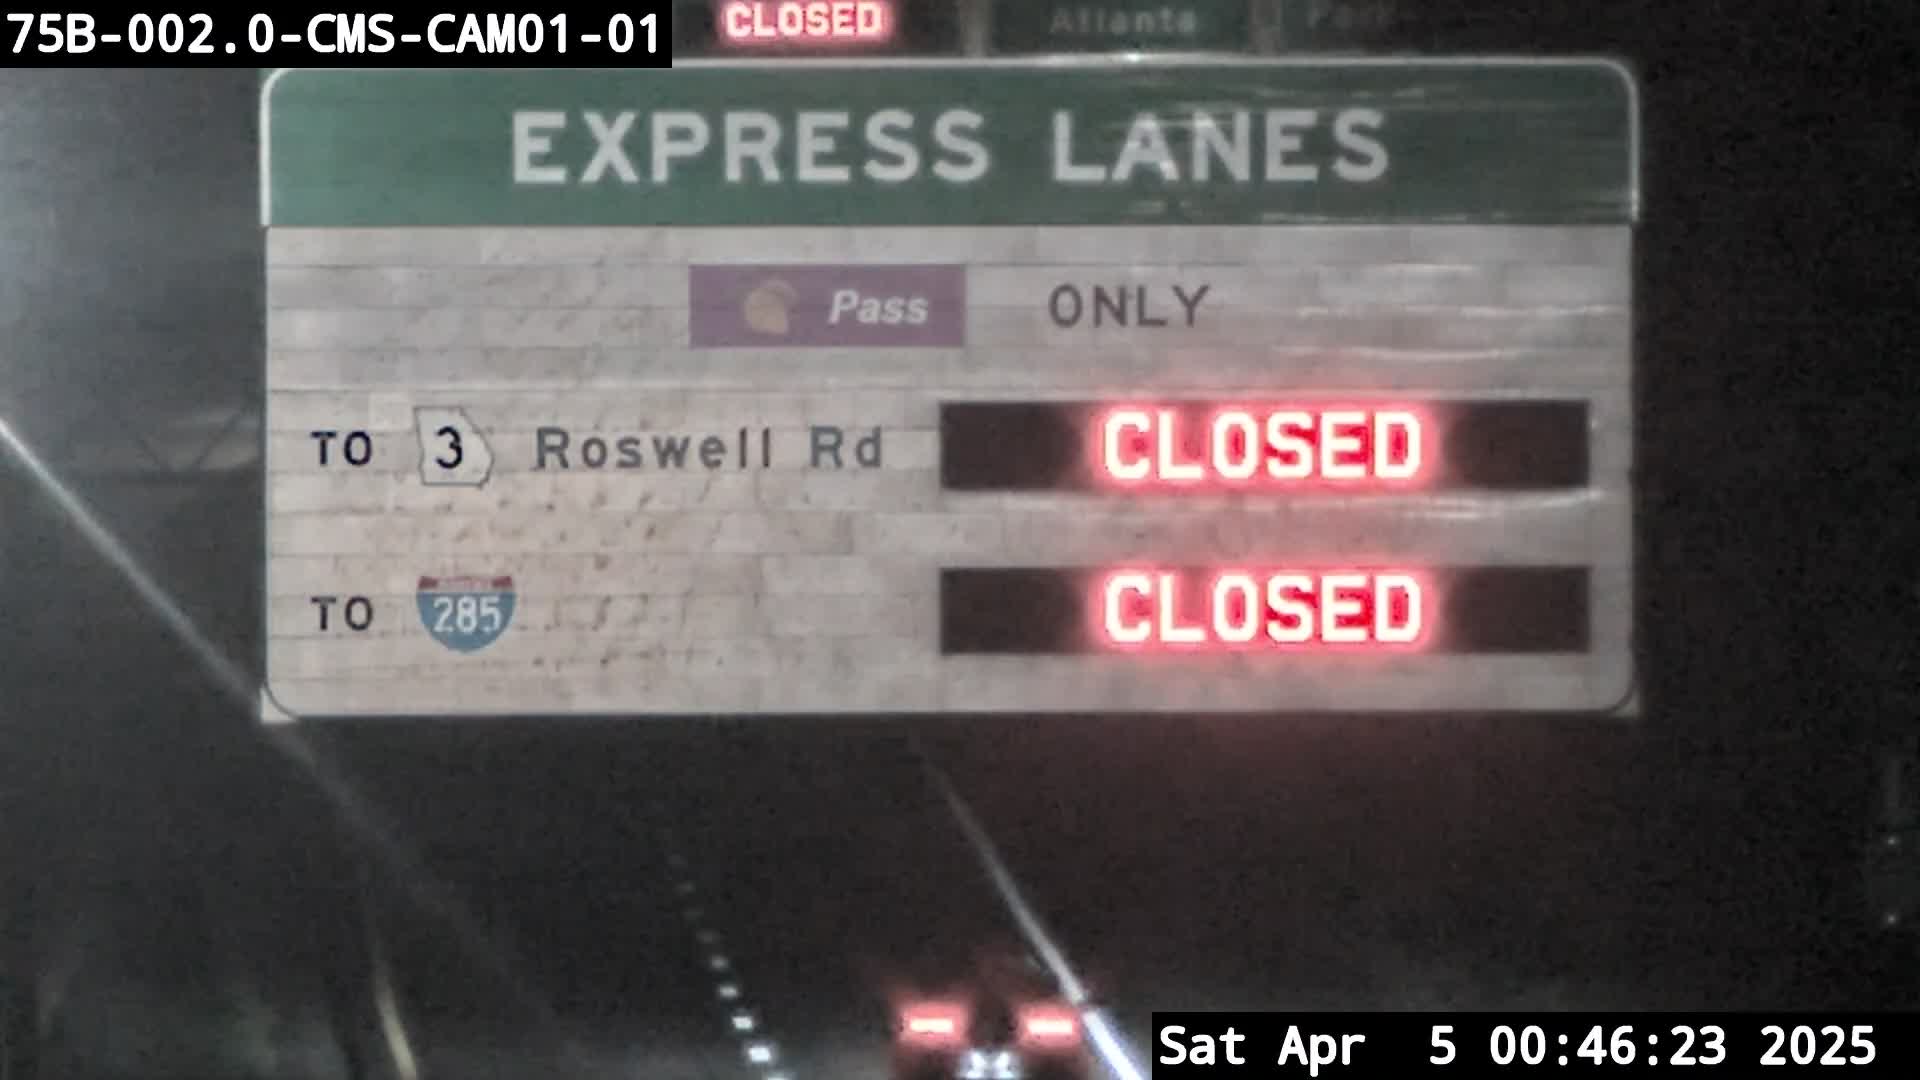 75B-002.0-CMS-CAM01-01
CLOSED
Atlanta
EXPRESS LANES
Pass ONLY
TO 3 Roswell Rd CLOSED
TO 285 CLOSED
Sat Apr 5 00:46:23 2025